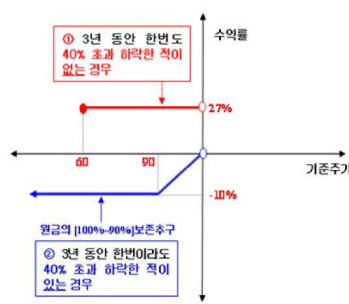 ① 3년 동안 한번도
40% 초과 하락한 적이
없는 경우
수익률
27%
60
90
기준주가
-10%
원금의 [100%~90%]보존추구
② 3년 동안 한번이라도
40% 초과 하락한 적이
있는 경우